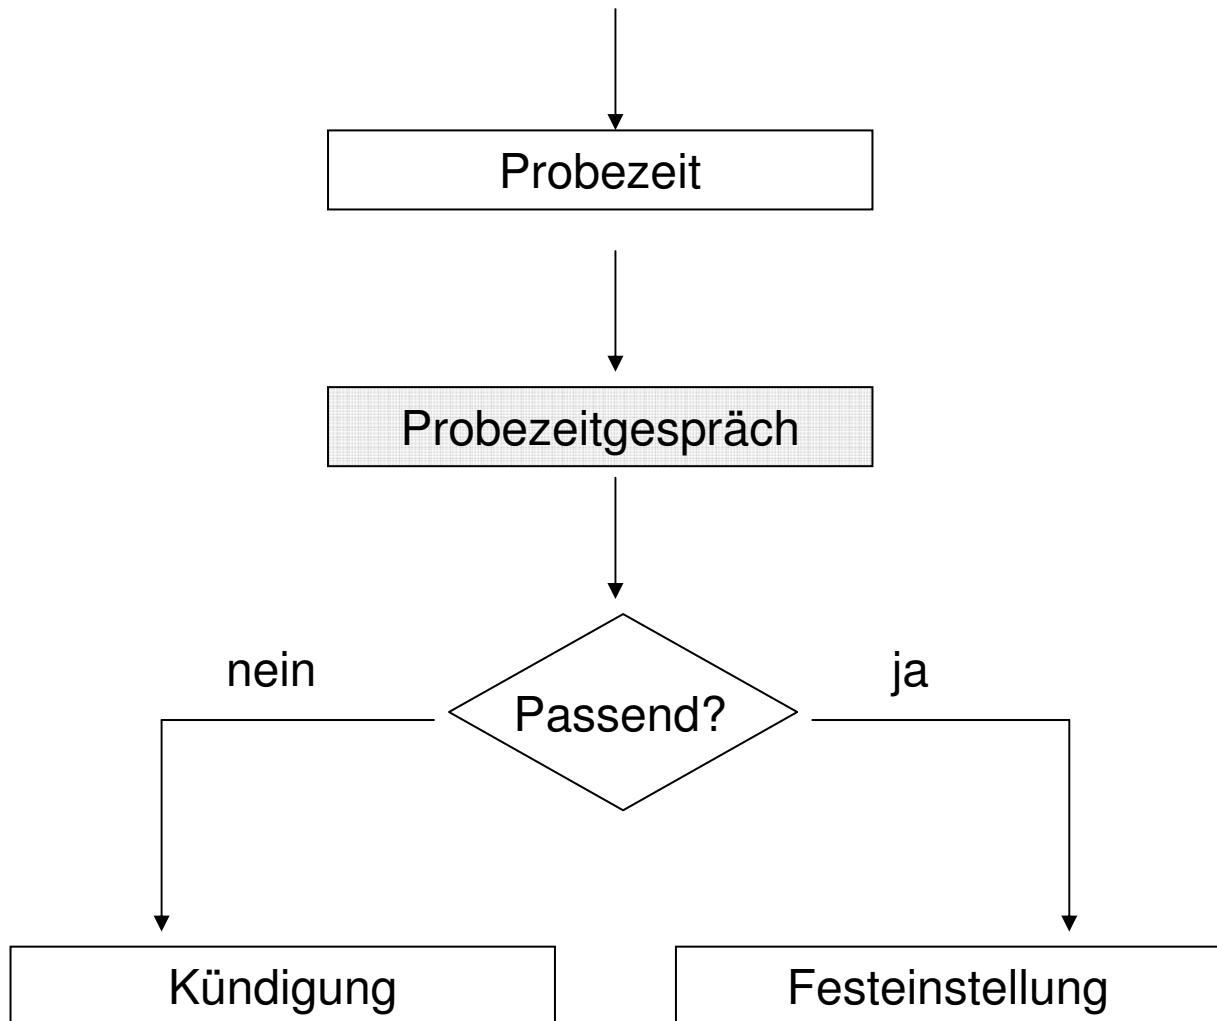 Probezeit
Probezeitgespräch
nein
ja
Passend?
Kündigung
Festeinstellung